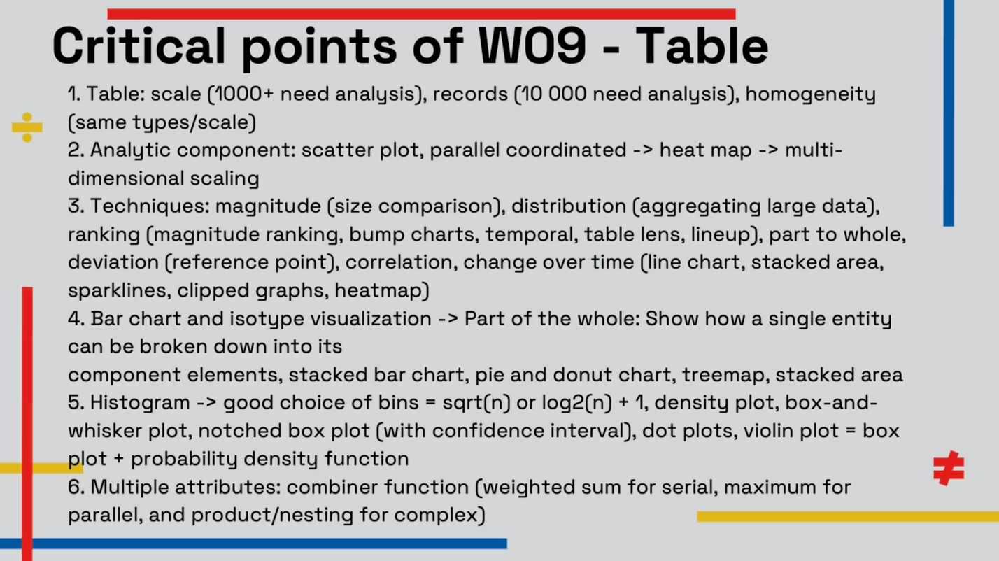 Critical points of W09 - Table
1. Table: scale (1000+ need analysis), records (10 000 need analysis), homogeneity
(same types/scale)
2. Analytic component: scatter plot, parallel coordinated -> heat map -> multi-
dimensional scaling
3. Techniques: magnitude (size comparison), distribution (aggregating large data),
ranking (magnitude ranking, bump charts, temporal, table lens, lineup), part to whole,
deviation (reference point), correlation, change over time (line chart, stacked area,
sparklines, clipped graphs, heatmap)
4. Bar chart and isotype visualization -> Part of the whole: Show how a single entity
can be broken down into its
component elements, stacked bar chart, pie and donut chart, treemap, stacked area
5. Histogram -> good choice of bins = sqrt(n) or log2(n) + 1, density plot, box-and-
whisker plot, notched box plot (with confidence interval), dot plots, violin plot = box
plot + probability density function
6. Multiple attributes: combiner function (weighted sum for serial, maximum for
parallel, and product/nesting for complex)